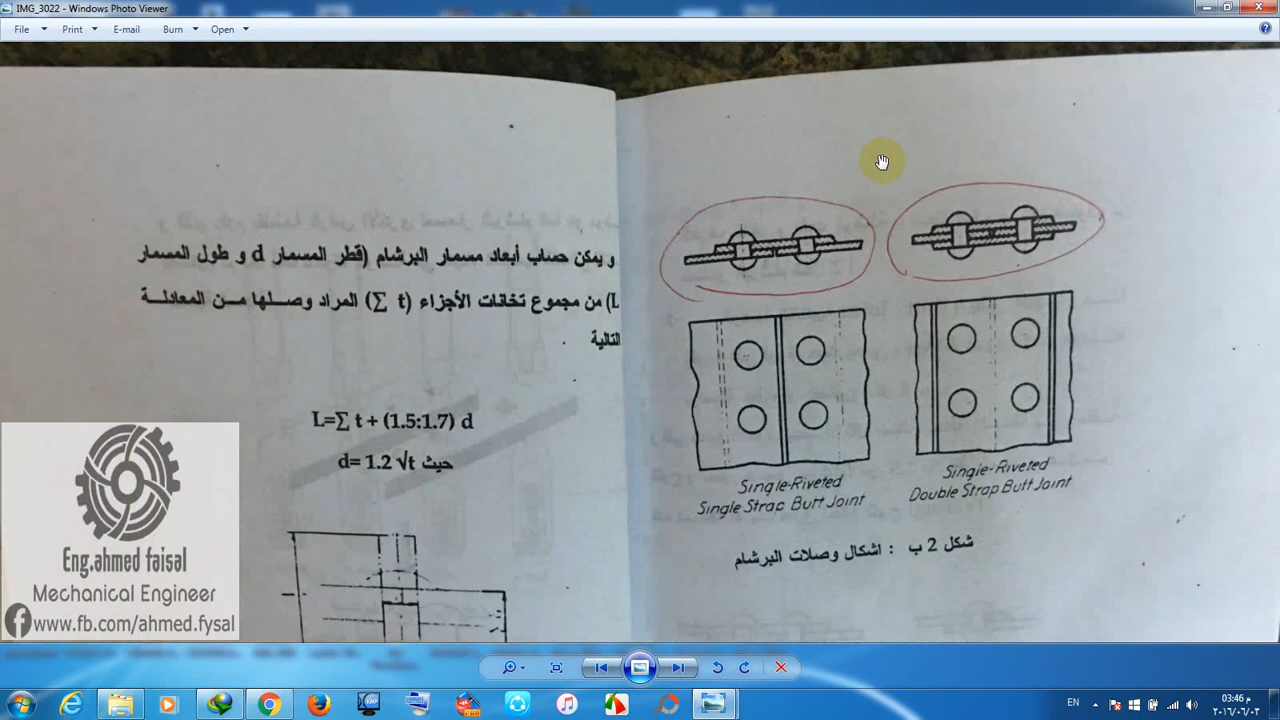 IMG_3022 - Windows Photo Viewer
File Print E-mail Burn Open
و يمكن حساب أبعاد مسمار البرشام (قطر المسمار d و طول المسمار
L) من مجموع تخانات الأجزاء (∑ t) المراد وصلها من المعادلة
التالية
L=∑ t + (1.5:1.7) d
حيث d= 1.2 √t
Single-Riveted
Single Strap Butt Joint
Single-Riveted
Double Strap Butt Joint
شكل 2 ب : اشكال وصلات البرشام
Eng.ahmed faisal
Mechanical Engineer
www.fb.com/ahmed.fysal
EN
03:46 م
٢٠١٦/٠٦/٠٣